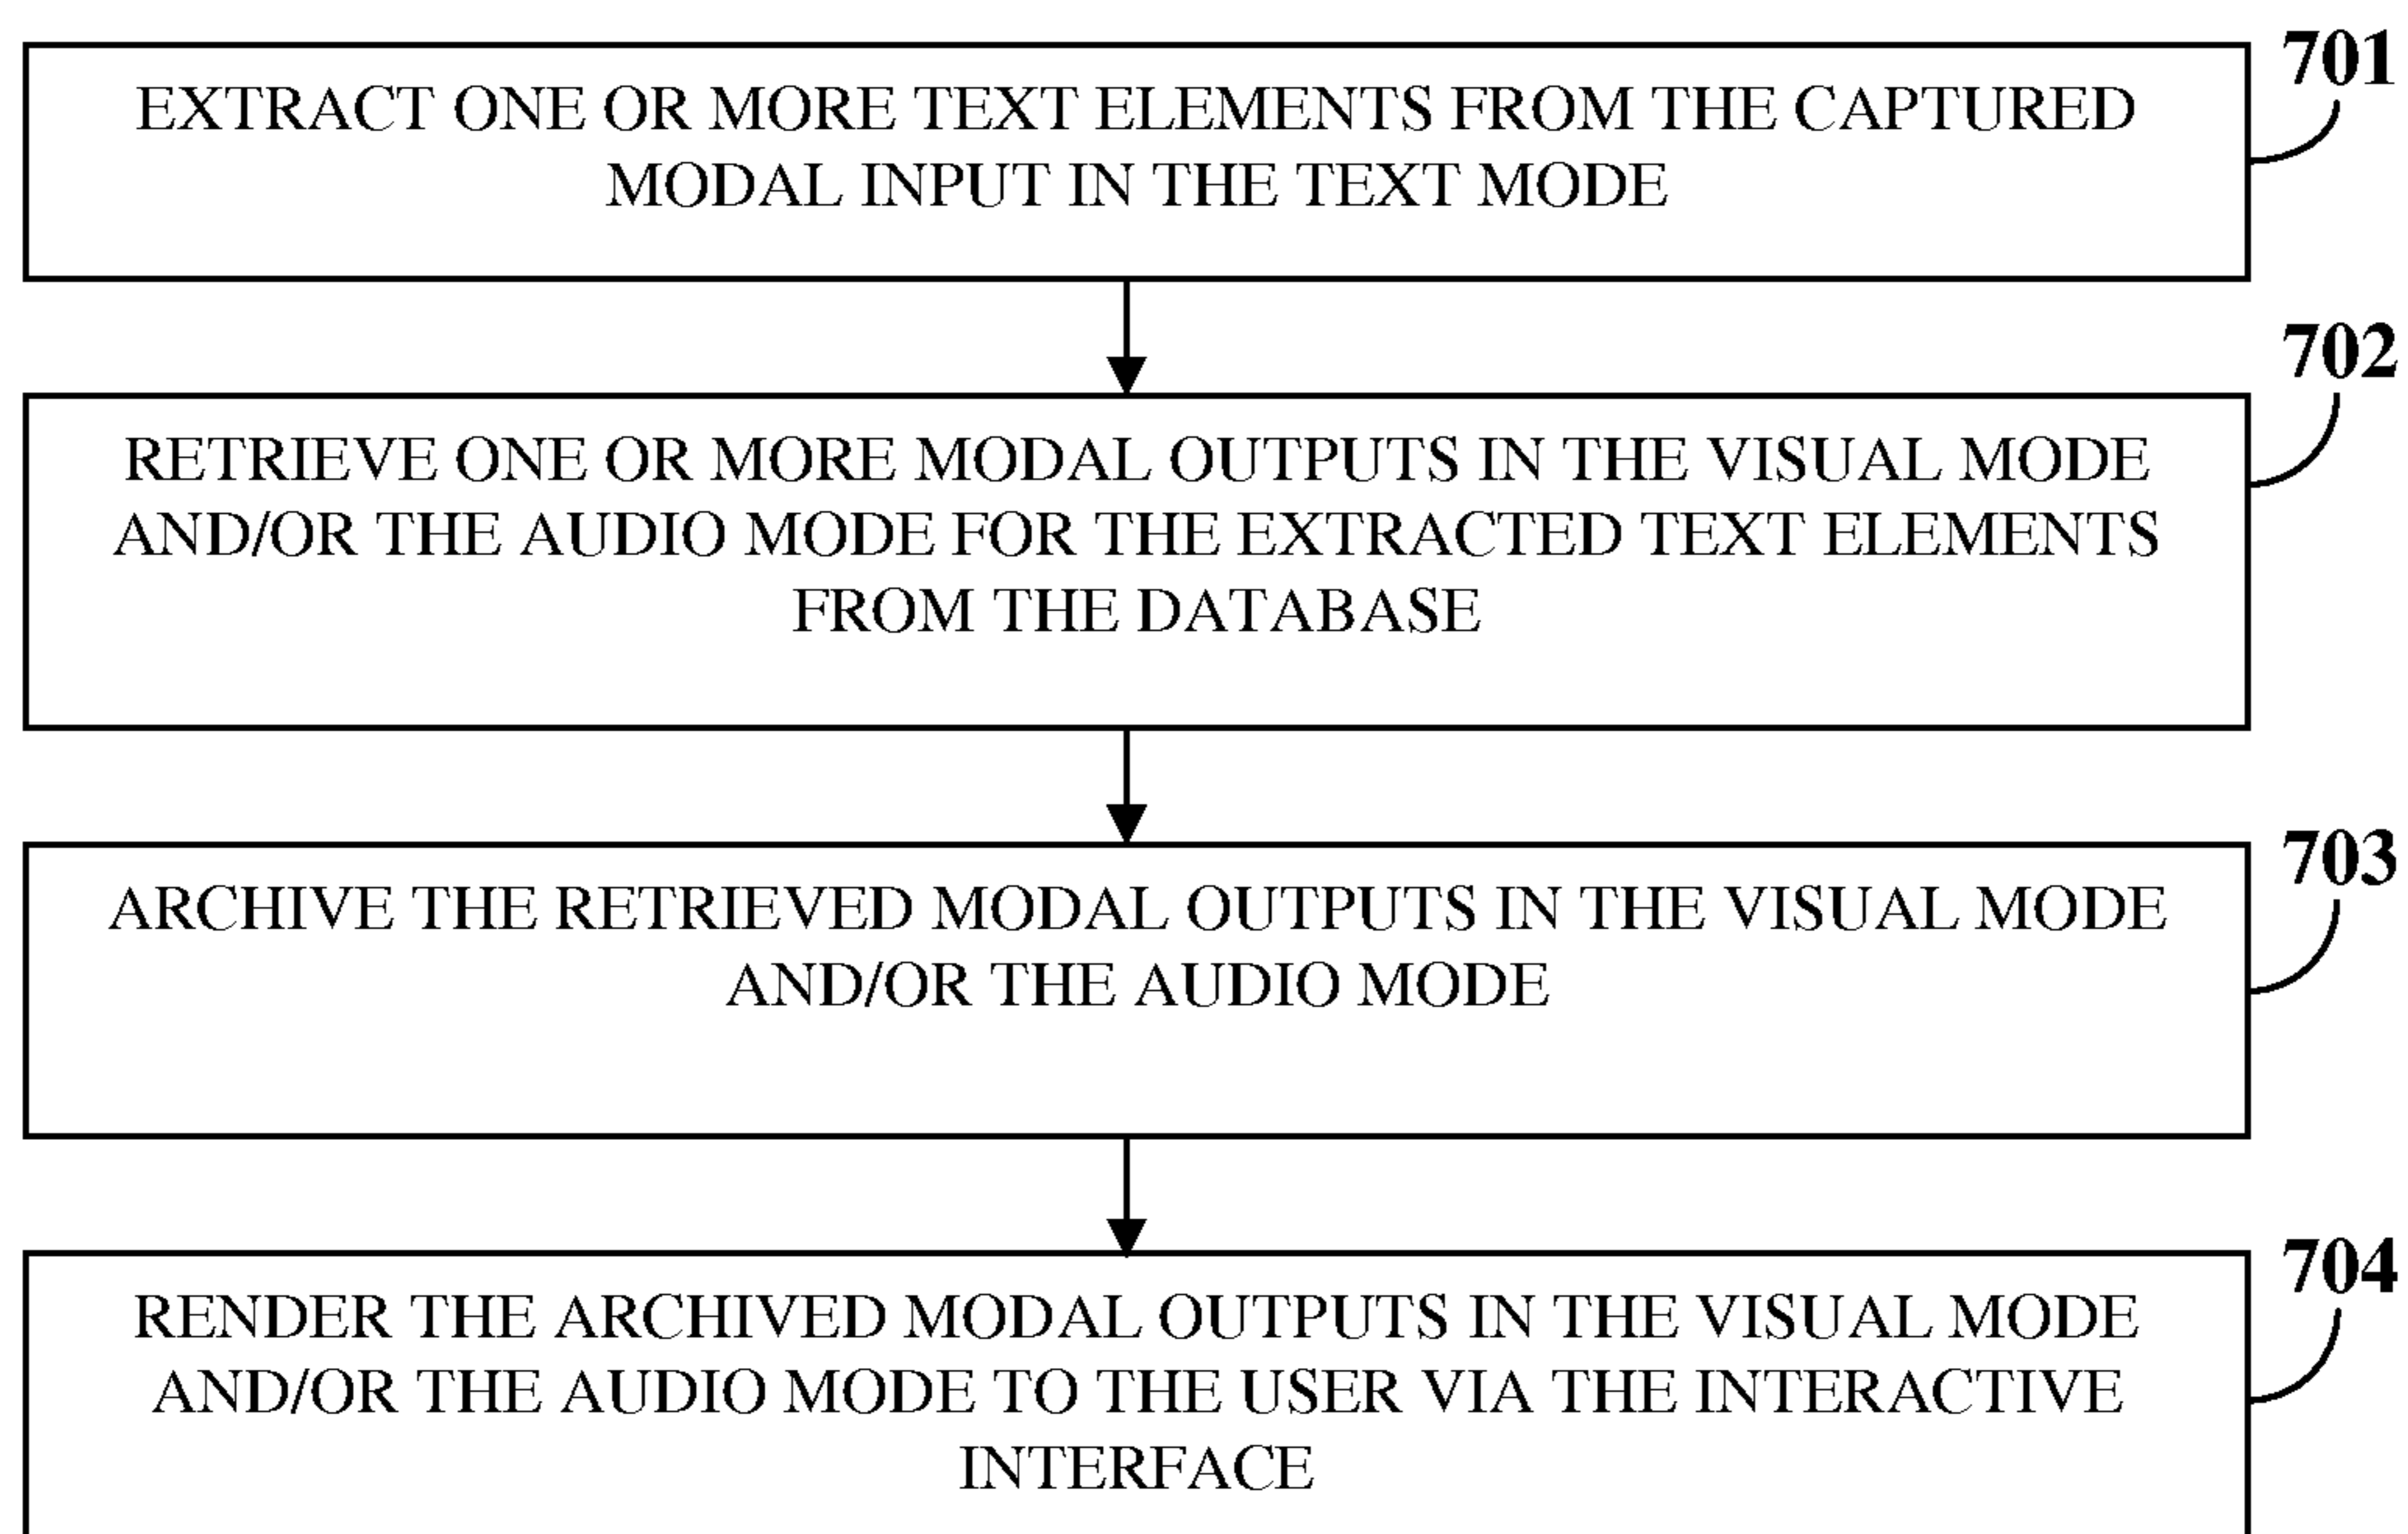 701
EXTRACT ONE OR MORE TEXT ELEMENTS FROM THE CAPTURED
MODAL INPUT IN THE TEXT MODE
702
RETRIEVE ONE OR MORE MODAL OUTPUTS IN THE VISUAL MODE
AND/OR THE AUDIO MODE FOR THE EXTRACTED TEXT ELEMENTS
FROM THE DATABASE
703
ARCHIVE THE RETRIEVED MODAL OUTPUTS IN THE VISUAL MODE
AND/OR THE AUDIO MODE
704
RENDER THE ARCHIVED MODAL OUTPUTS IN THE VISUAL MODE
AND/OR THE AUDIO MODE TO THE USER VIA THE INTERACTIVE
INTERFACE